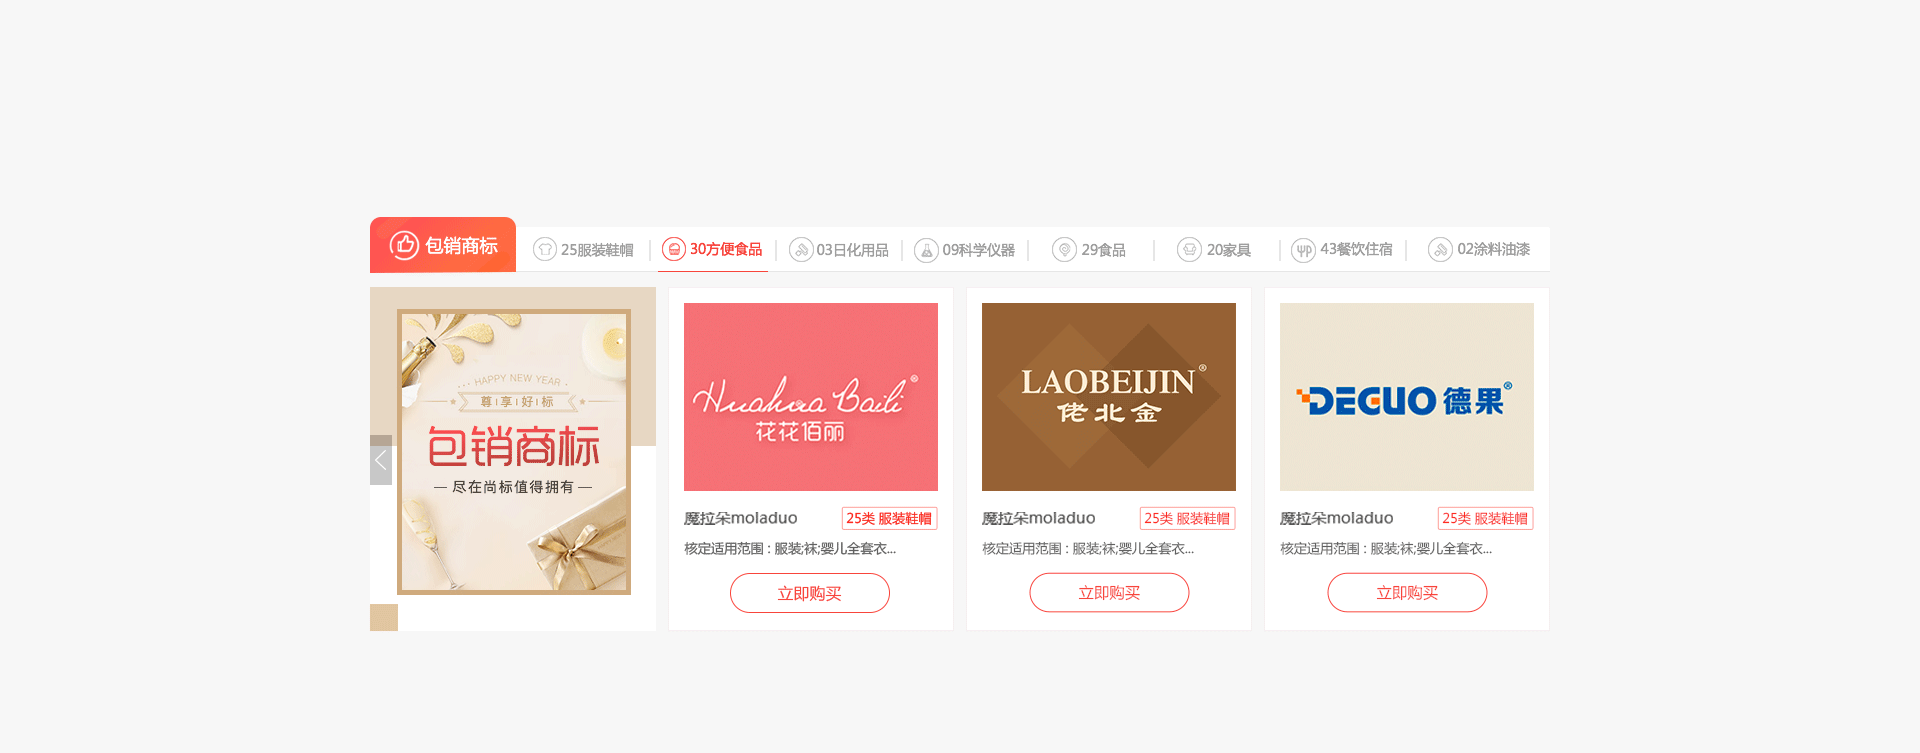 包销商标
25服装鞋帽
30方便食品
03日化用品
09科学仪器
29食品
20家具
43餐饮住宿
02涂料油漆
HAPPY NEW YEAR
尊享好标
包销商标
尽在尚标值得拥有
Huahua Baili®
花花佰丽
魔拉朵moladuo
25类 服装鞋帽
核定适用范围 : 服装;袜;婴儿全套衣...
立即购买
LAOBEIJIN®
佬北金
魔拉朵moladuo
25类 服装鞋帽
核定适用范围 : 服装;袜;婴儿全套衣...
立即购买
DEGUO德果®
魔拉朵moladuo
25类 服装鞋帽
核定适用范围 : 服装;袜;婴儿全套衣...
立即购买